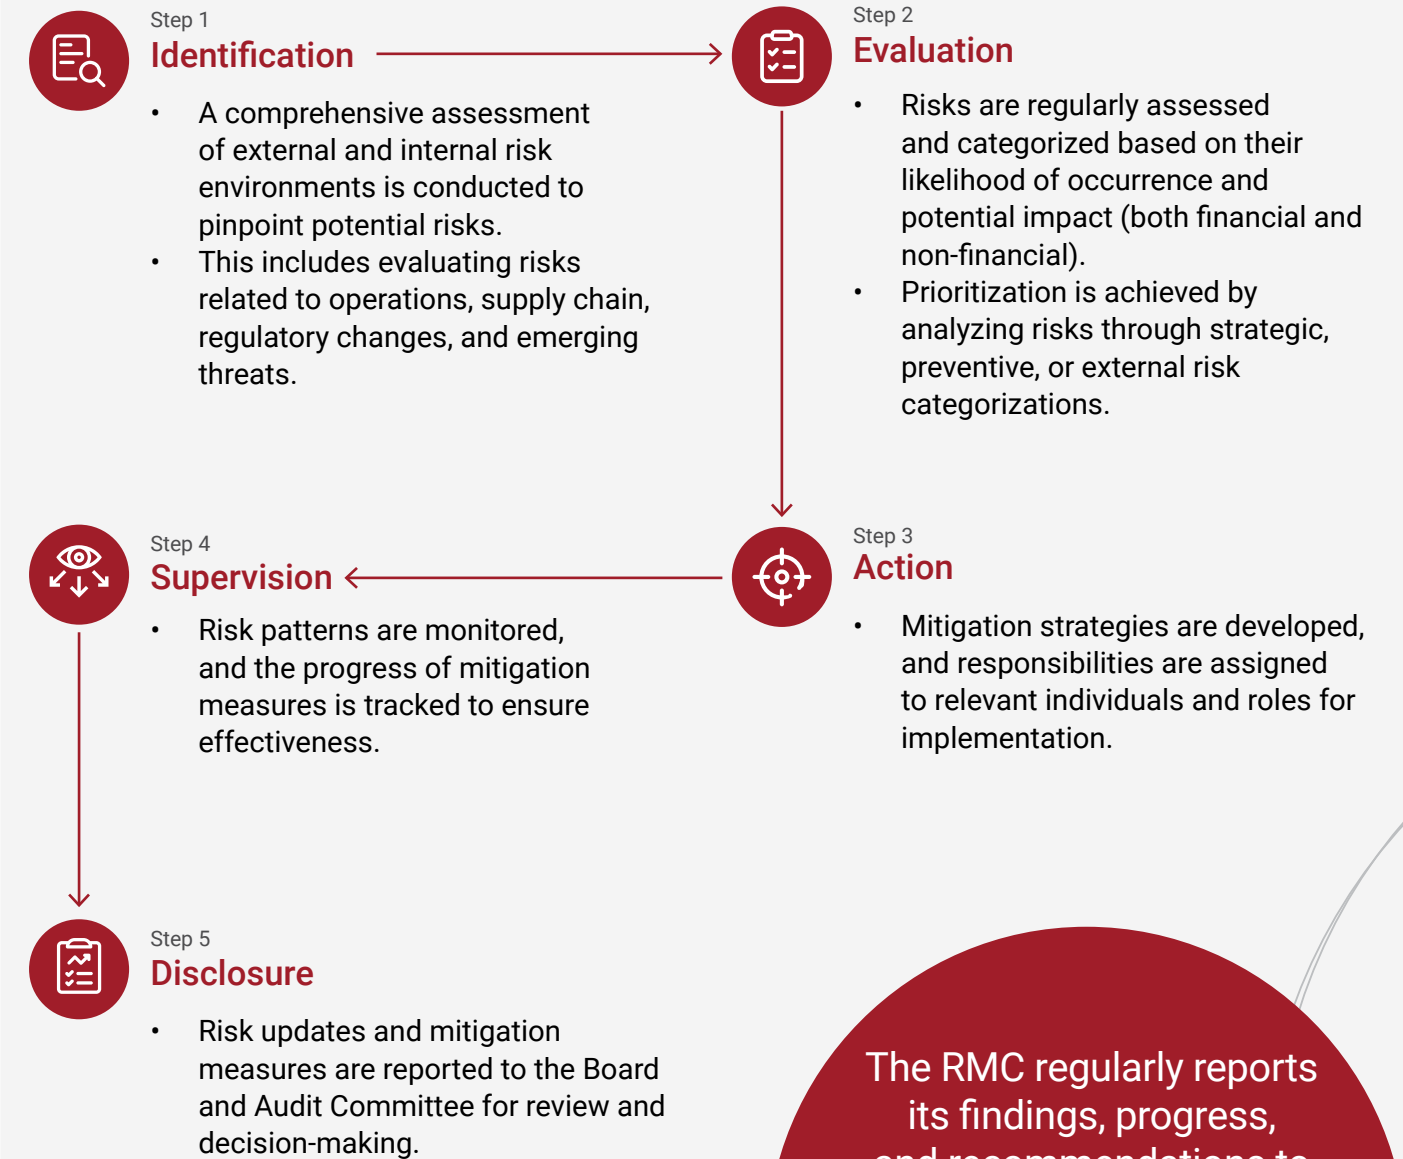 Step 1
Identification
• A comprehensive assessment
of external and internal risk
environments is conducted to
pinpoint potential risks.
• This includes evaluating risks
related to operations, supply chain,
regulatory changes, and emerging
threats.
Step 2
Evaluation
• Risks are regularly assessed
and categorized based on their
likelihood of occurrence and
potential impact (both financial and
non-financial).
• Prioritization is achieved by
analyzing risks through strategic,
preventive, or external risk
categorizations.
Step 3
Action
• Mitigation strategies are developed,
and responsibilities are assigned
to relevant individuals and roles for
implementation.
Step 4
Supervision
• Risk patterns are monitored,
and the progress of mitigation
measures is tracked to ensure
effectiveness.
Step 5
Disclosure
• Risk updates and mitigation
measures are reported to the Board
and Audit Committee for review and
decision-making.
The RMC regularly reports
its findings, progress,
and recommendations to